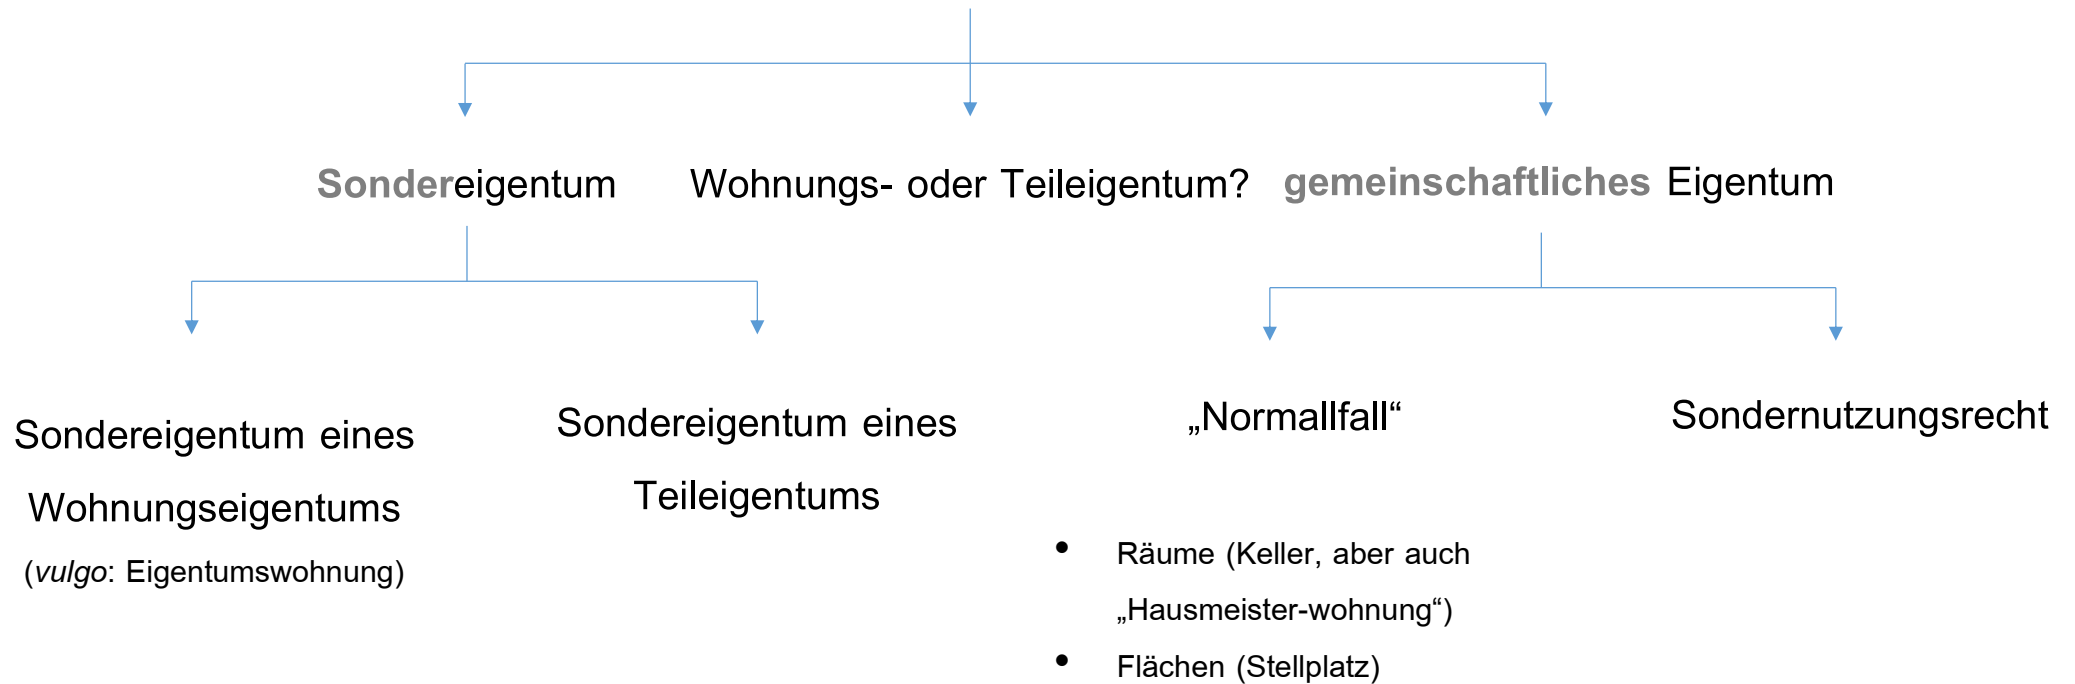 Sondereigentum
Wohnungs- oder Teileigentum?
gemeinschaftliches Eigentum
Sondereigentum eines
Wohnungseigentums
(vulgo: Eigentumswohnung)
Sondereigentum eines
Teileigentums
„Normallfall“
• Räume (Keller, aber auch
„Hausmeister-wohnung“)
• Flächen (Stellplatz)
Sondernutzungsrecht